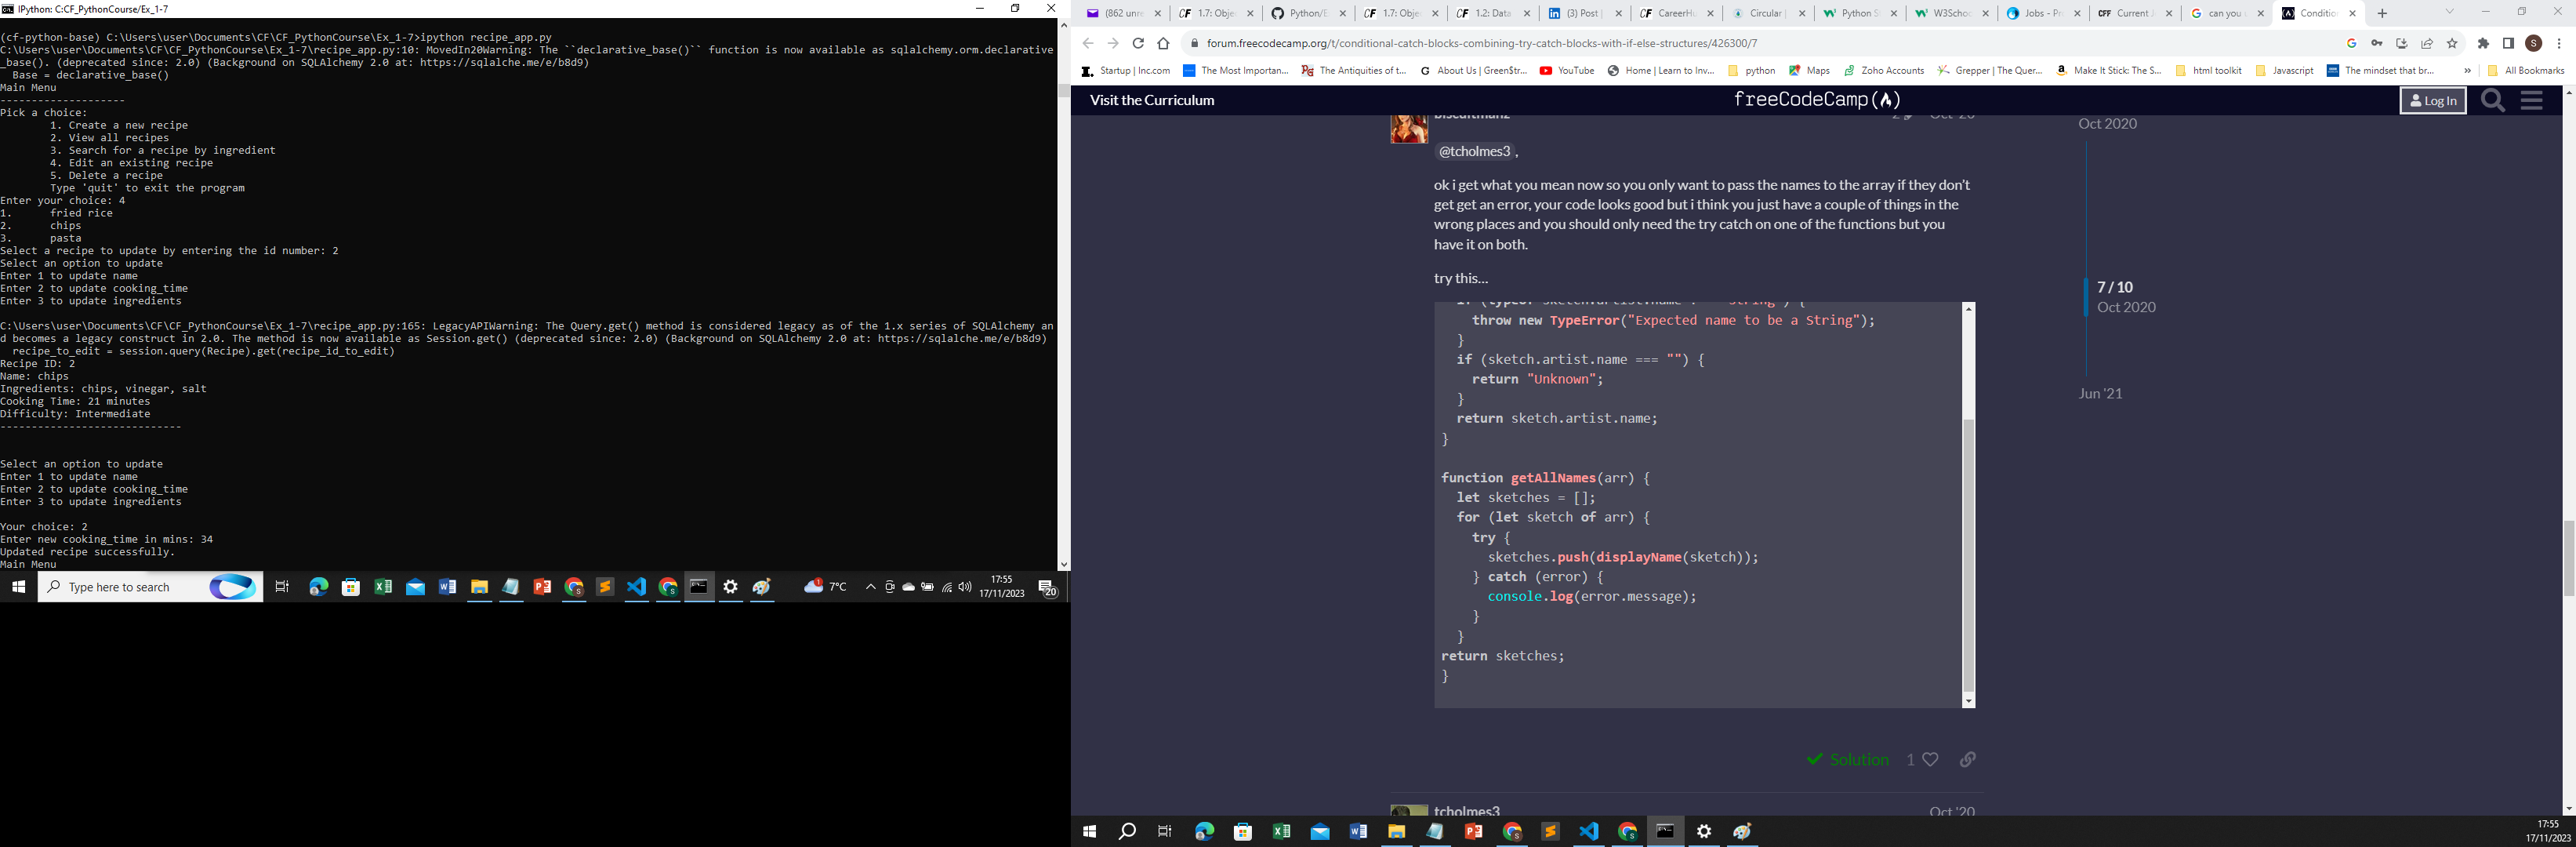 IPython: C:CF_PythonCourse/Ex_1-7
(cf-python-base) C:\Users\user\Documents\CF\CF_PythonCourse\Ex_1-7>ipython recipe_app.py
C:\Users\user\Documents\CF\CF_PythonCourse\Ex_1-7\recipe_app.py:10: MovedIn20Warning: The ``declarative_base()`` function is now available as sqlalchemy.orm.declarative
_base(). (deprecated since: 2.0) (Background on SQLAlchemy 2.0 at: https://sqlalche.me/e/b8d9)
  Base = declarative_base()
Main Menu
--------------------
Pick a choice:
        1. Create a new recipe
        2. View all recipes
        3. Search for a recipe by ingredient
        4. Edit an existing recipe
        5. Delete a recipe
        Type 'quit' to exit the program
Enter your choice: 4
1.      fried rice
2.      chips
3.      pasta
Select a recipe to update by entering the id number: 2
Select an option to update
Enter 1 to update name
Enter 2 to update cooking_time
Enter 3 to update ingredients
C:\Users\user\Documents\CF\CF_PythonCourse\Ex_1-7\recipe_app.py:165: LegacyAPIWarning: The Query.get() method is considered legacy as of the 1.x series of SQLAlchemy an
d becomes a legacy construct in 2.0. The method is now available as Session.get() (deprecated since: 2.0) (Background on SQLAlchemy 2.0 at: https://sqlalche.me/e/b8d9)
  recipe_to_edit = session.query(Recipe).get(recipe_id_to_edit)
Recipe ID: 2
Name: chips
Ingredients: chips, vinegar, salt
Cooking Time: 21 minutes
Difficulty: Intermediate
-----------------------------
Select an option to update
Enter 1 to update name
Enter 2 to update cooking_time
Enter 3 to update ingredients
Your choice: 2
Enter new cooking_time in mins: 34
Updated recipe successfully.
Main Menu
Type here to search
1
7°C
17:55
17/11/2023
20
(862 unre
CF 1.7: Obje
Python/E
CF 1.7: Obje
CF 1.2: Data
(3) Post |
CF CareerHu
Circular |
Python S
W3Schoo
Jobs - Pr
CFF Current J
can you
Conditio
forum.freecodecamp.org/t/conditional-catch-blocks-combining-try-catch-blocks-with-if-else-structures/426300/7
S
Startup | Inc.com
The Most Importan...
The Antiquities of t...
About Us | Green$tr...
YouTube
Home | Learn to Inv...
python
Maps
Zoho Accounts
Grepper | The Quer...
Make It Stick: The S...
html toolkit
Javascript
The mindset that br...
»
All Bookmarks
Visit the Curriculum
freeCodeCamp(🔥)
Log In
biscuitmanz
2
Oct '20
@tcholmes3 ,
ok i get what you mean now so you only want to pass the names to the array if they don't
get get an error, your code looks good but i think you just have a couple of things in the
wrong places and you should only need the try catch on one of the functions but you
have it on both.
try this...
    throw new TypeError("Expected name to be a String");
  }
  if (sketch.artist.name === "") {
    return "Unknown";
  }
  return sketch.artist.name;
}
function getAllNames(arr) {
  let sketches = [];
  for (let sketch of arr) {
    try {
      sketches.push(displayName(sketch));
    } catch (error) {
      console.log(error.message);
    }
  }
return sketches;
}
Solution
1
tcholmes3
Oct '20
Oct 2020
7 / 10
Oct 2020
Jun '21
17:55
17/11/2023